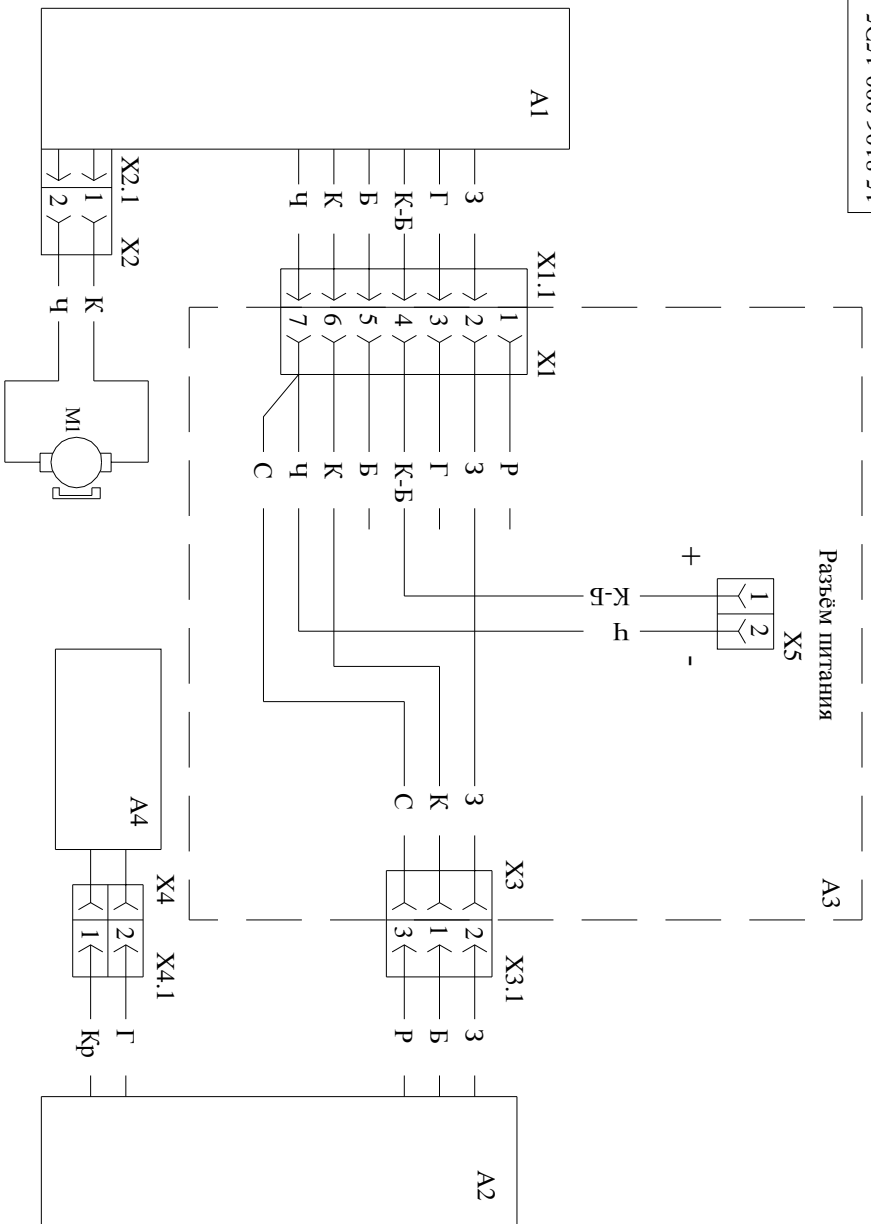 А1
Х2.1
1
2
Х2
К
Ч
М1
З
Г
К-Б
Б
К
Ч
Х1.1
1
2
3
4
5
6
7
Х1
Р
З
Г
К-Б
Б
К
Ч
С
Разъём питания
+
-
1
2
Х5
К-Б
Ч
А3
З
К
С
Х3
2
1
3
Х3.1
З
Б
Р
А4
Х4
2
1
Х4.1
Г
Кр
А2